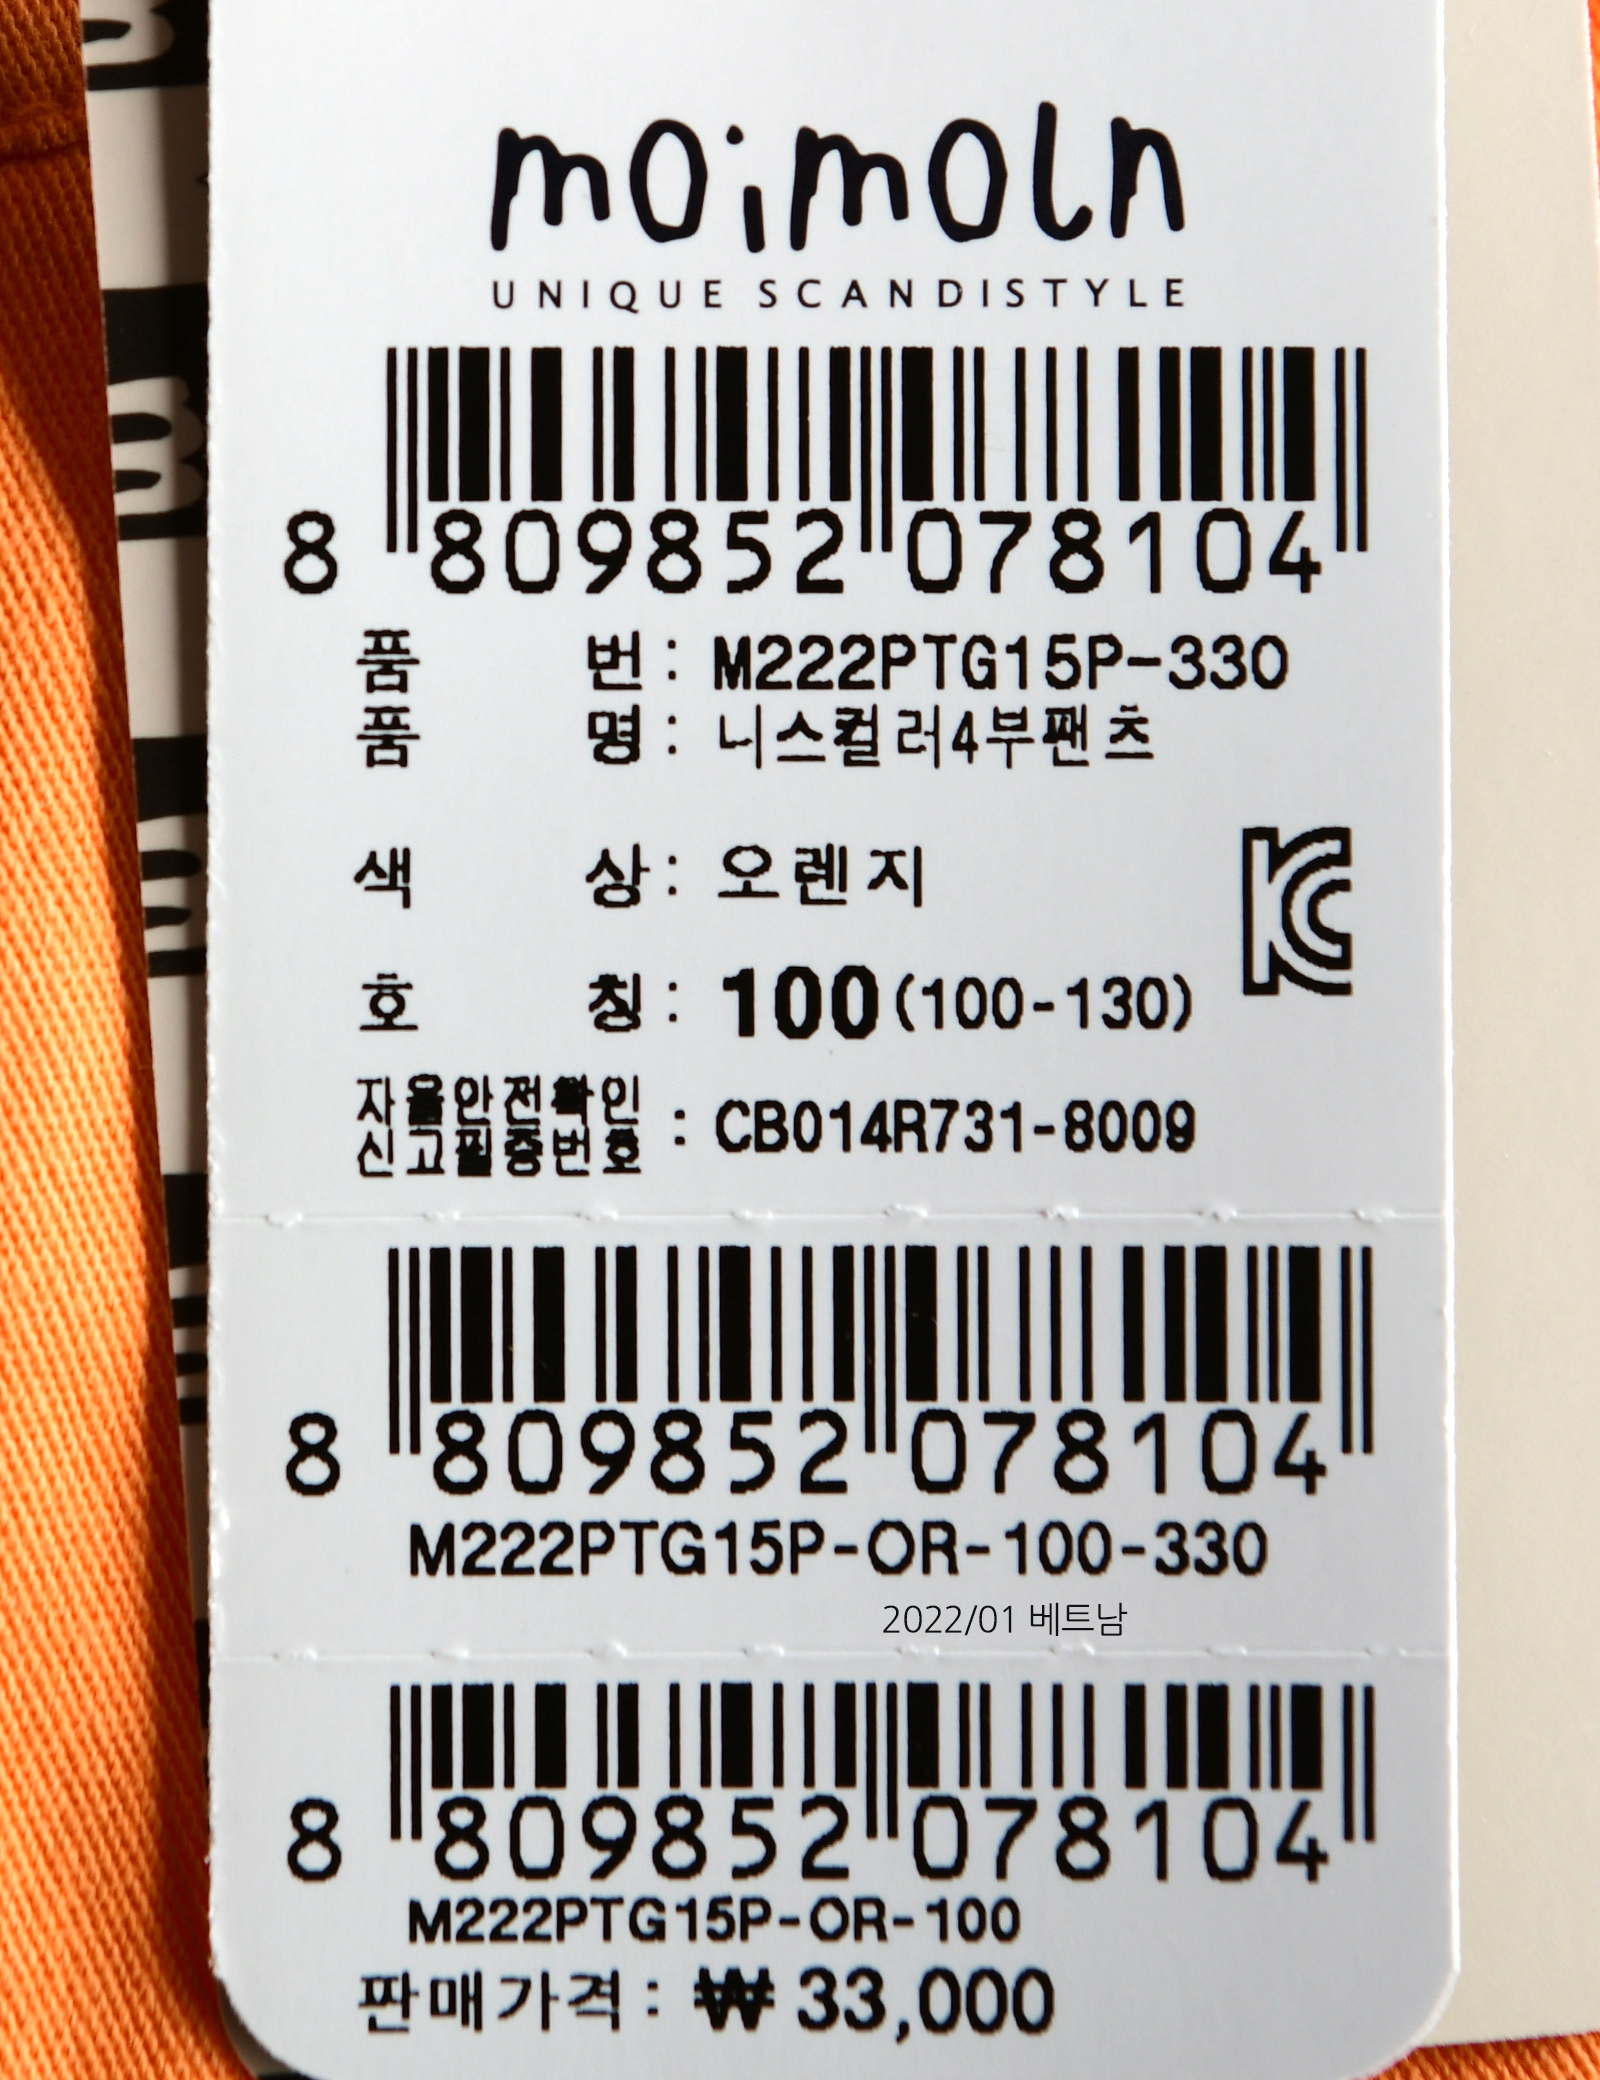 moimoln
UNIQUE SCANDISTYLE
8 809852 078104
품 번 : M222PTG15P-330
품 명 : 니스컬러4부팬츠
색 상 : 오렌지
호 칭 : 100(100-130)
자율안전확인
신고필증번호 : CB014R731-8009
8 809852 078104
M222PTG15P-OR-100-330
2022/01 베트남
8 809852 078104
M222PTG15P-OR-100
판매가격 : ₩ 33,000